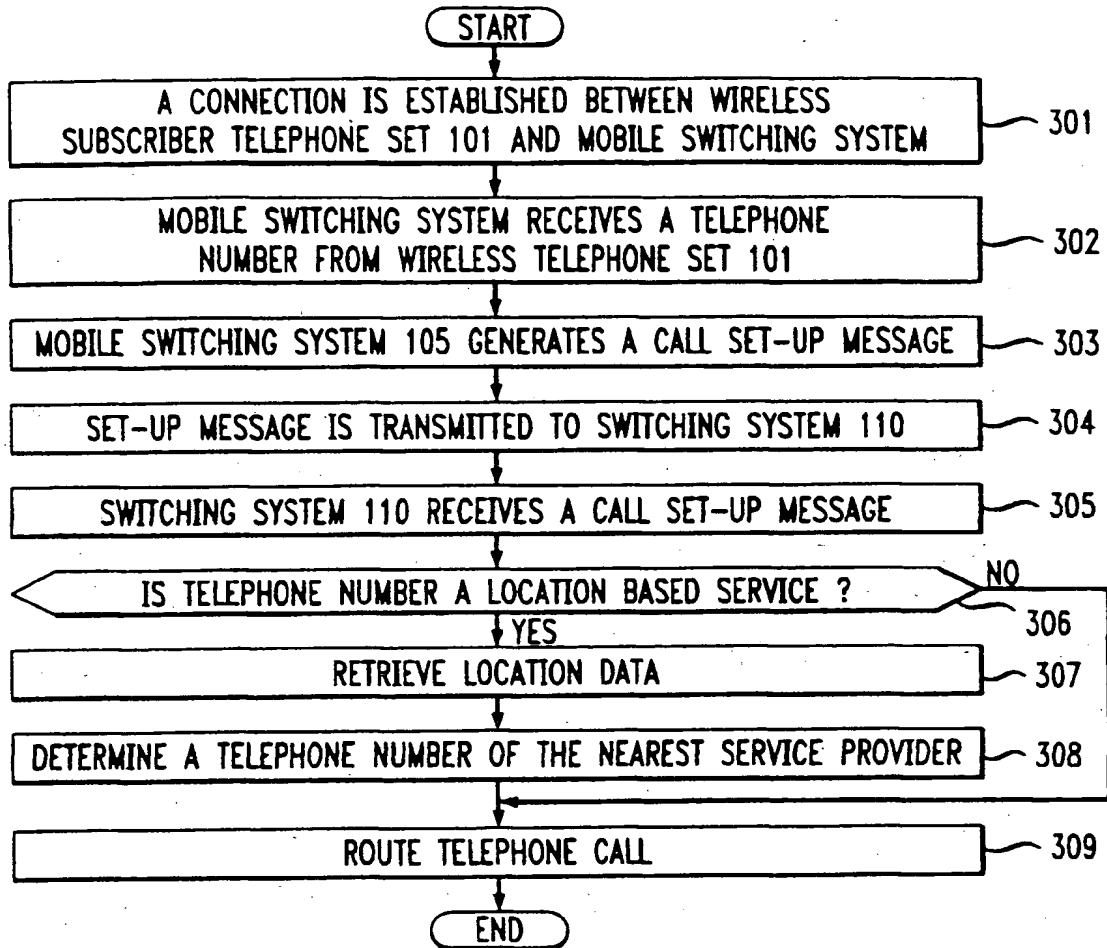 START
A CONNECTION IS ESTABLISHED BETWEEN WIRELESS
SUBSCRIBER TELEPHONE SET 101 AND MOBILE SWITCHING SYSTEM
301
MOBILE SWITCHING SYSTEM RECEIVES A TELEPHONE
NUMBER FROM WIRELESS TELEPHONE SET 101
302
MOBILE SWITCHING SYSTEM 105 GENERATES A CALL SET-UP MESSAGE
303
SET-UP MESSAGE IS TRANSMITTED TO SWITCHING SYSTEM 110
304
SWITCHING SYSTEM 110 RECEIVES A CALL SET-UP MESSAGE
305
IS TELEPHONE NUMBER A LOCATION BASED SERVICE ?
NO
306
YES
RETRIEVE LOCATION DATA
307
DETERMINE A TELEPHONE NUMBER OF THE NEAREST SERVICE PROVIDER
308
ROUTE TELEPHONE CALL
309
END